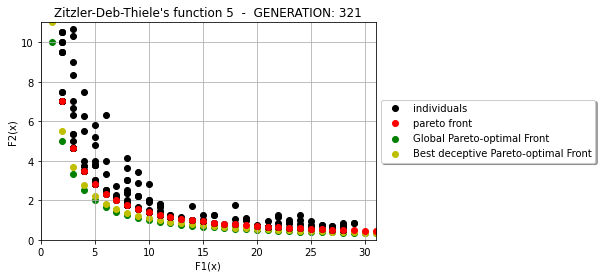 Zitzler-Deb-Thiele's function 5 - GENERATION: 321
10
8
6
4
2
0
F2(x)
0 5 10 15 20 25 30
F1(x)
individuals
pareto front
Global Pareto-optimal Front
Best deceptive Pareto-optimal Front